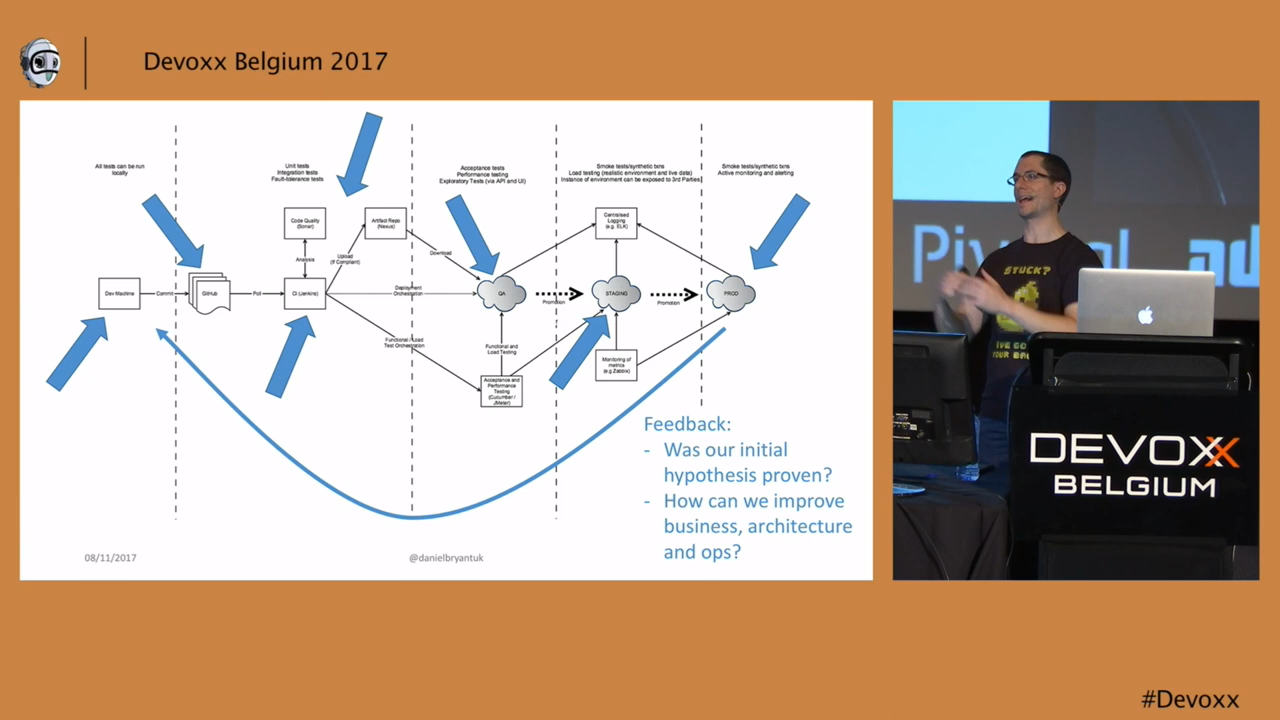 Devoxx Belgium 2017
All tests can be run
locally
Unit tests
Integration tests
Fault-tolerance tests
Acceptance tests
Performance testing
Exploratory Tests (via API and UI)
Smoke tests/synthetic txns
Load testing (realistic environment and live data)
Instance of environment can be exposed to 3rd Parties
Smoke tests/synthetic txns
Active monitoring and alerting
Code Quality
(Sonar)
Artifact Repo
(Nexus)
Centralised
Logging
(e.g. ELK)
Analysis
Upload
(If Compliant)
Download
Dev Machine
Commit
GitHub
Poll
CI (Jenkins)
Deployment
Orchestration
QA
Promotion
STAGING
Promotion
PROD
Functional / Load
Test Orchestration
Functional and
Load Testing
Monitoring of
metrics
(e.g Zabbix)
Acceptance and
Performance
Testing
(Cucumber /
JMeter)
Feedback:
- Was our initial
hypothesis proven?
- How can we improve
business, architecture
and ops?
08/11/2017
@danielbryantuk
STUCK?
I'VE GO
YOUR BA
DEVOXX
BELGIUM
#Devoxx